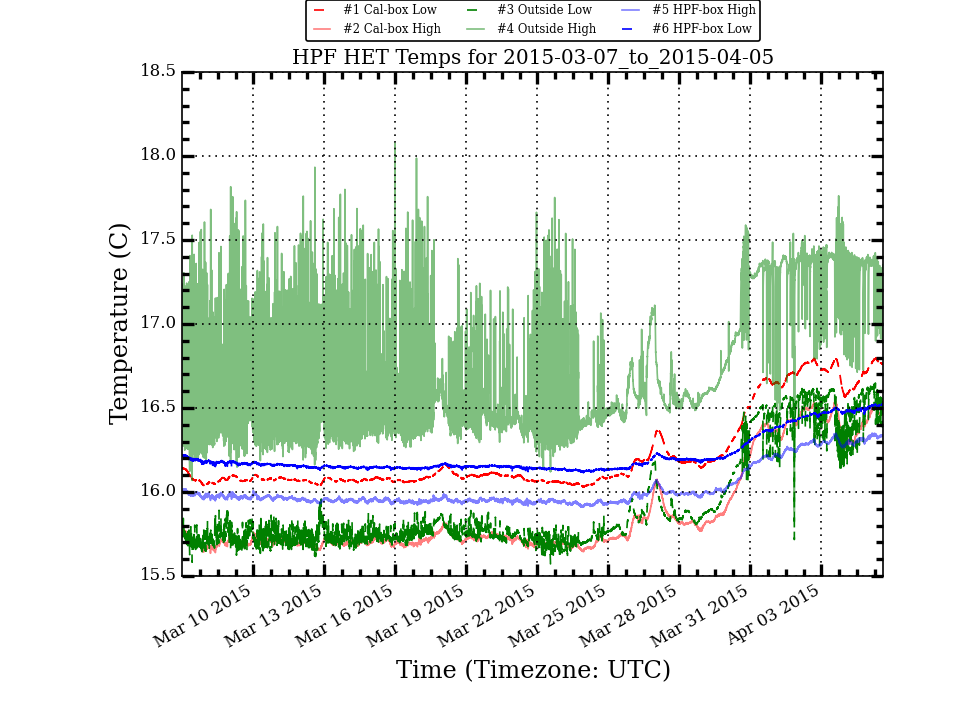 #1 Cal-box Low #3 Outside Low #5 HPF-box High
#2 Cal-box High #4 Outside High #6 HPF-box Low
HPF HET Temps for 2015-03-07_to_2015-04-05
18.5
18.0
17.5
17.0
16.5
16.0
15.5
Temperature (C)
Mar 10 2015 Mar 13 2015 Mar 16 2015 Mar 19 2015 Mar 22 2015 Mar 25 2015 Mar 28 2015 Mar 31 2015 Apr 03 2015
Time (Timezone: UTC)